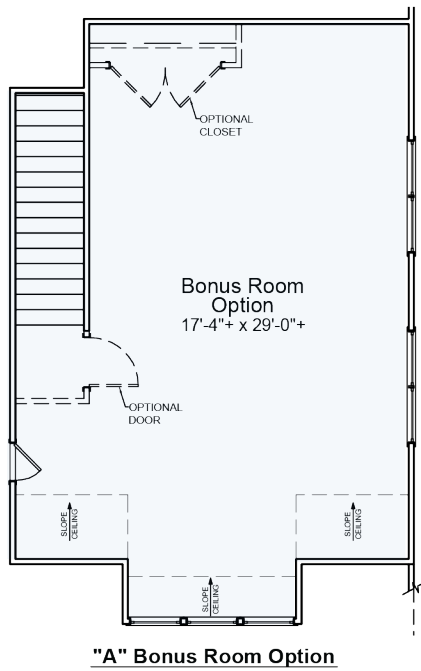 OPTIONAL
CLOSET
Bonus Room
Option
17'-4"+ x 29'-0"+
OPTIONAL
DOOR
SLOPE
CEILING
SLOPE
CEILING
SLOPE
CEILING
"A" Bonus Room Option